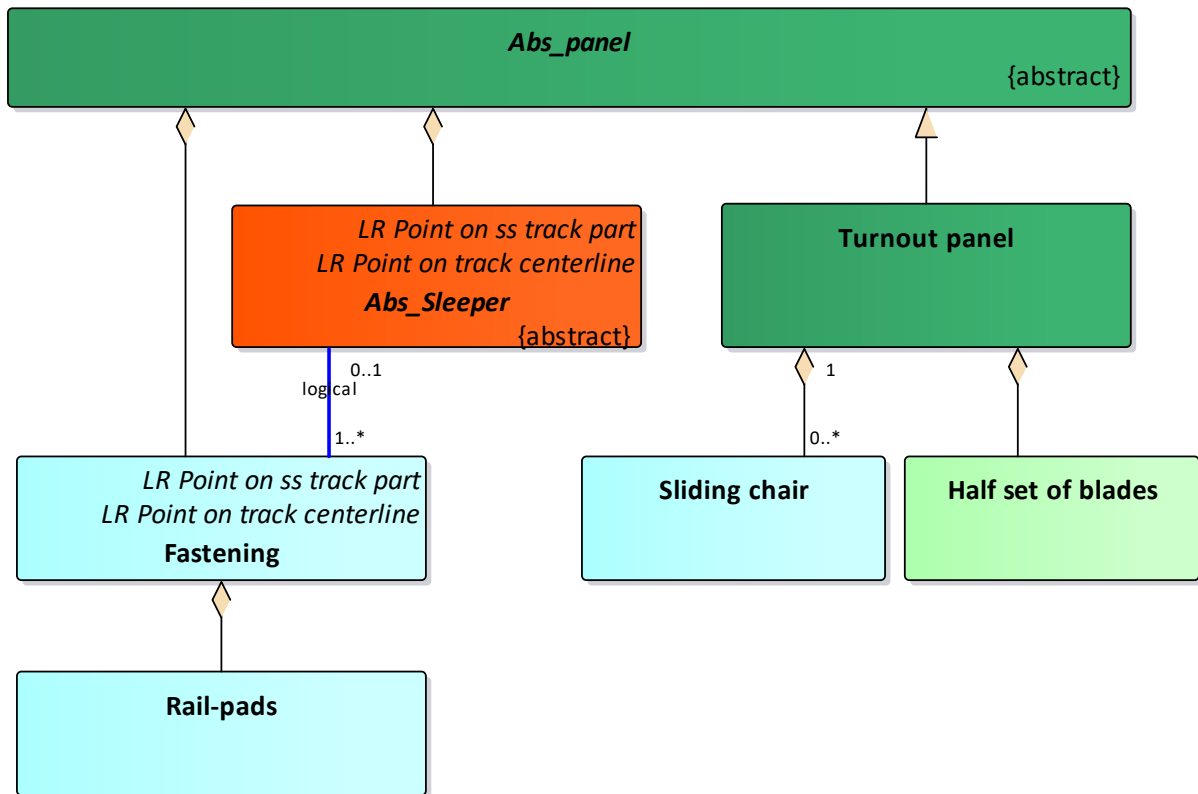 Abs_panel
{abstract}
LR Point on ss track part
LR Point on track centerline
Abs_Sleeper
{abstract}
Turnout panel
0..1
logical
1..*
1
0..*
LR Point on ss track part
LR Point on track centerline
Fastening
Sliding chair
Half set of blades
Rail-pads